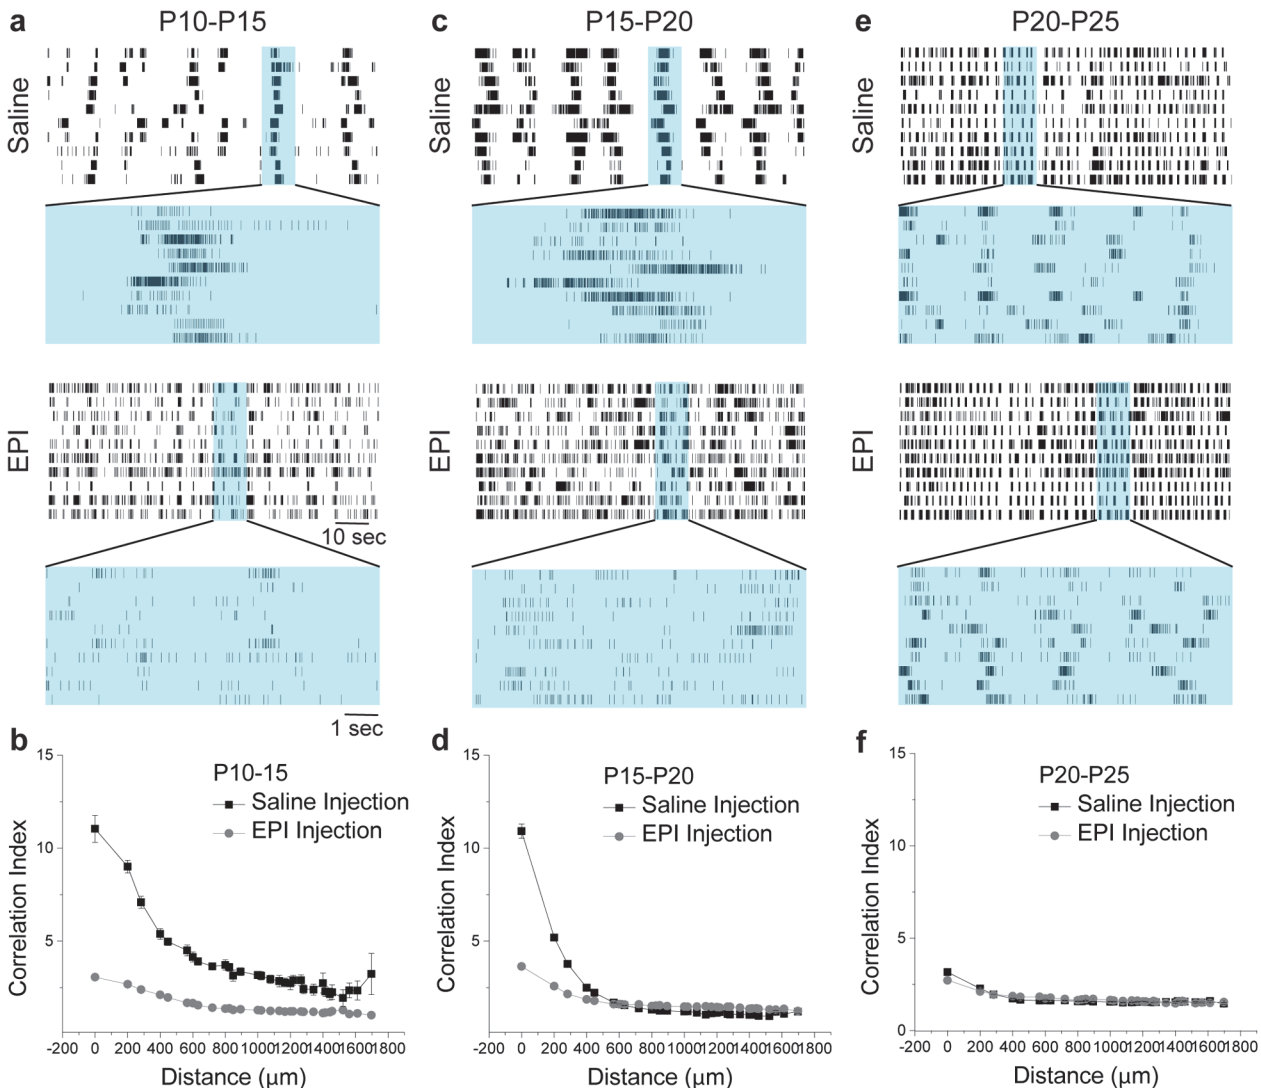 a
P10-P15
c
P15-P20
e
P20-P25
Saline
Saline
Saline
EPI
EPI
EPI
10 sec
1 sec
b
P10-15
Saline Injection
EPI Injection
Correlation Index
15
10
5
-200 0 200 400 600 800 1000 1200 1400 1600 1800
Distance (µm)
d
P15-P20
Saline Injection
EPI Injection
Correlation Index
15
10
5
-200 0 200 400 600 800 1000 1200 1400 1600 1800
Distance (µm)
f
P20-P25
Saline Injection
EPI Injection
Correlation Index
15
10
5
0
-200 0 200 400 600 800 1000 1200 1400 1600 1800
Distance (µm)